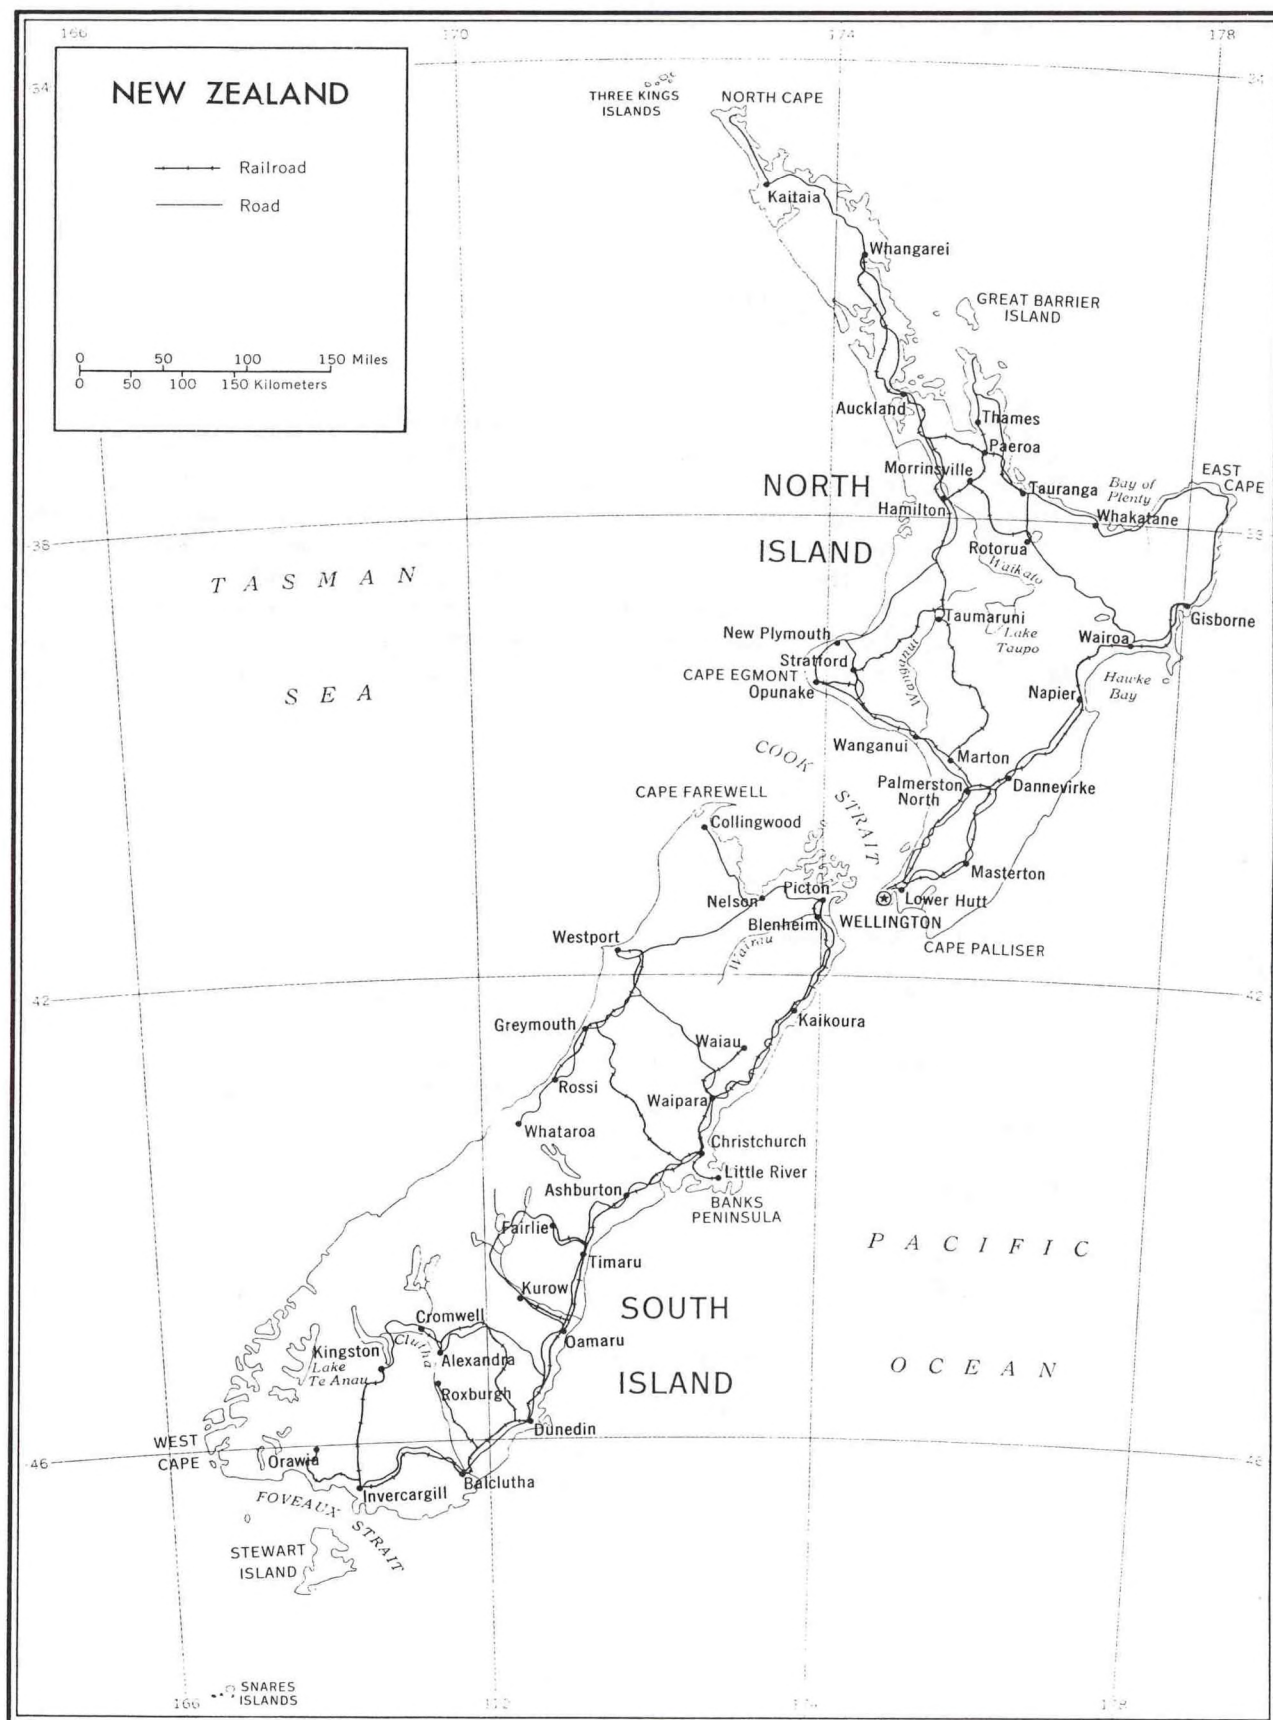 166
170
174
178
34
34
NEW ZEALAND
Railroad
Road
0 50 100 150 Miles
0 50 100 150 Kilometers
THREE KINGS
ISLANDS
NORTH CAPE
Kaitaia
Whangarei
GREAT BARRIER
ISLAND
Auckland
Thames
Paeroa
Morrinsville
EAST
CAPE
NORTH
ISLAND
Tauranga
Bay of
Plenty
Hamilton
Whakatane
38
Rotorua
Waikato
TASMAN
SEA
Taumaruni
Gisborne
New Plymouth
Lake
Taupo
Wairoa
Stratford
CAPE EGMONT
Opunake
Wanganui
Napier
Hawke
Bay
Wanganui
COOK
STRAIT
Marton
Palmerston
North
Dannevirke
CAPE FAREWELL
Collingwood
Masterton
Nelson
Picton
Lower Hutt
Blenheim
WELLINGTON
Westport
Wairau
CAPE PALLISER
42
42
Greymouth
Kaikoura
Waiau
Rossi
Waipara
Whataroa
Christchurch
Little River
Ashburton
BANKS
PENINSULA
Fairlie
PACIFIC
OCEAN
Timaru
Kurow
SOUTH
ISLAND
Cromwell
Oamaru
Clutha
Kingston
Lake
Te Anau
Alexandra
Roxburgh
Dunedin
WEST
CAPE
46
46
Orawia
Balclutha
Invercargill
FOVEAUX STRAIT
STEWART
ISLAND
SNARES
ISLANDS
166